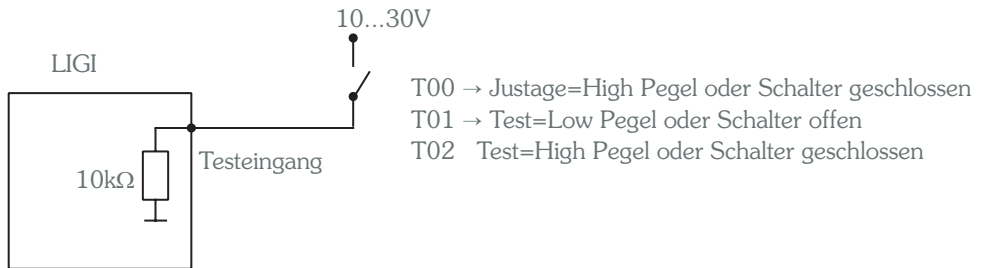 10...30V
LIGI
T00 → Justage=High Pegel oder Schalter geschlossen
T01 → Test=Low Pegel oder Schalter offen
T02 Test=High Pegel oder Schalter geschlossen
Testeingang
10kΩ